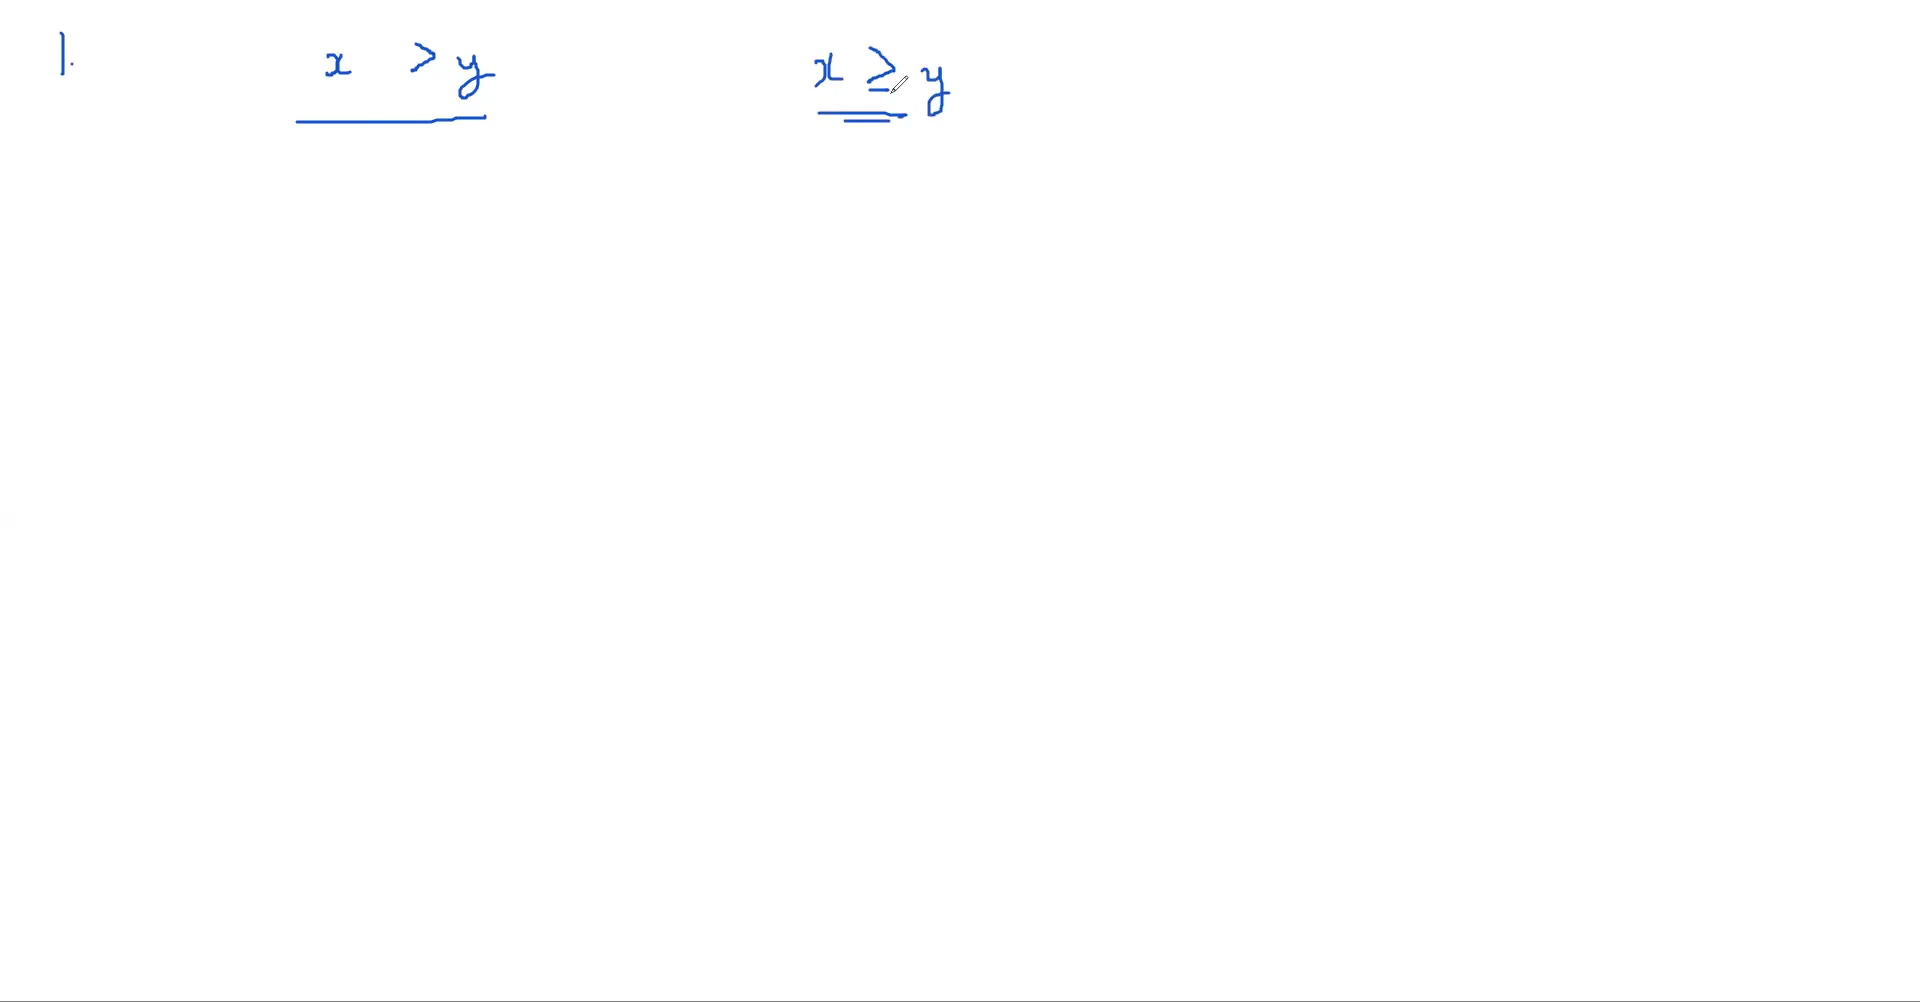 1. x > y x ≥ y